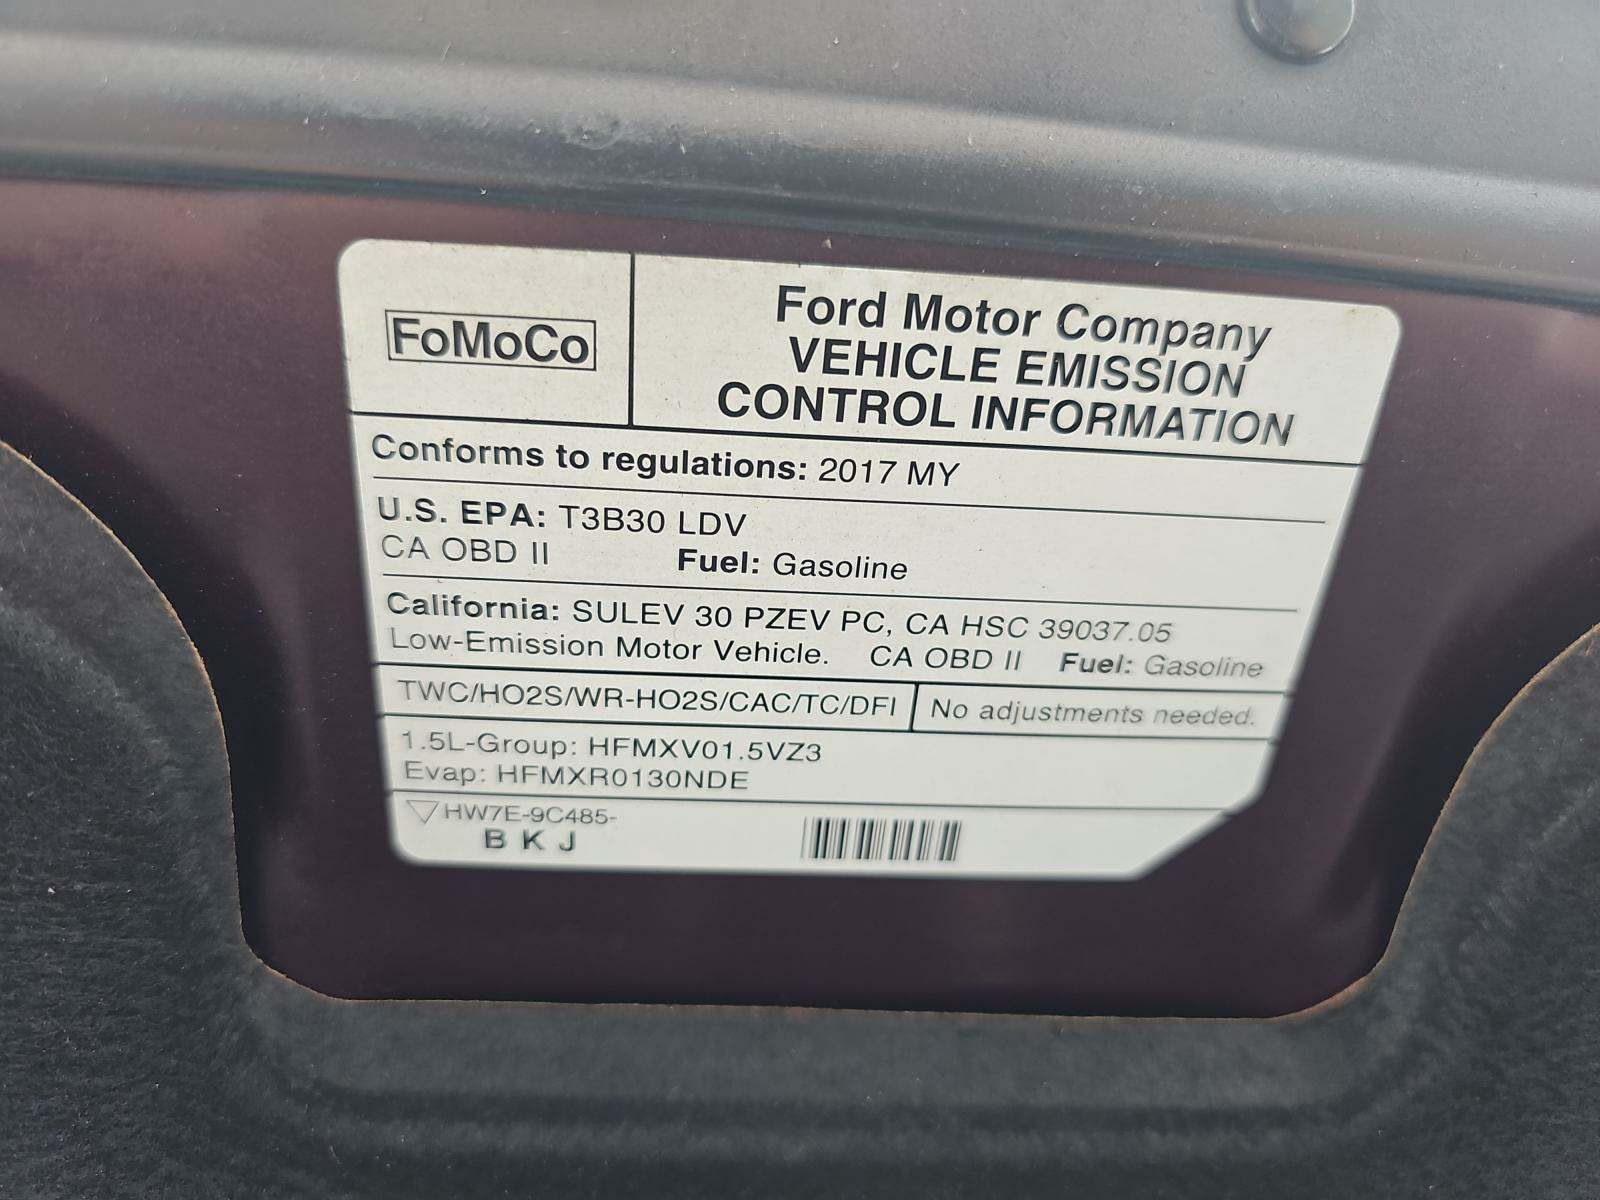 FoMoCo
Ford Motor Company
VEHICLE EMISSION
CONTROL INFORMATION
Conforms to regulations: 2017 MY
U.S. EPA: T3B30 LDV
CA OBD II Fuel: Gasoline
California: SULEV 30 PZEV PC, CA HSC 39037.05
Low-Emission Motor Vehicle. CA OBD II Fuel: Gasoline
TWC/HO2S/WR-HO2S/CAC/TC/DFI No adjustments needed.
1.5L-Group: HFMXV01.5VZ3
Evap: HFMXR0130NDE
HW7E-9C485-
B K J